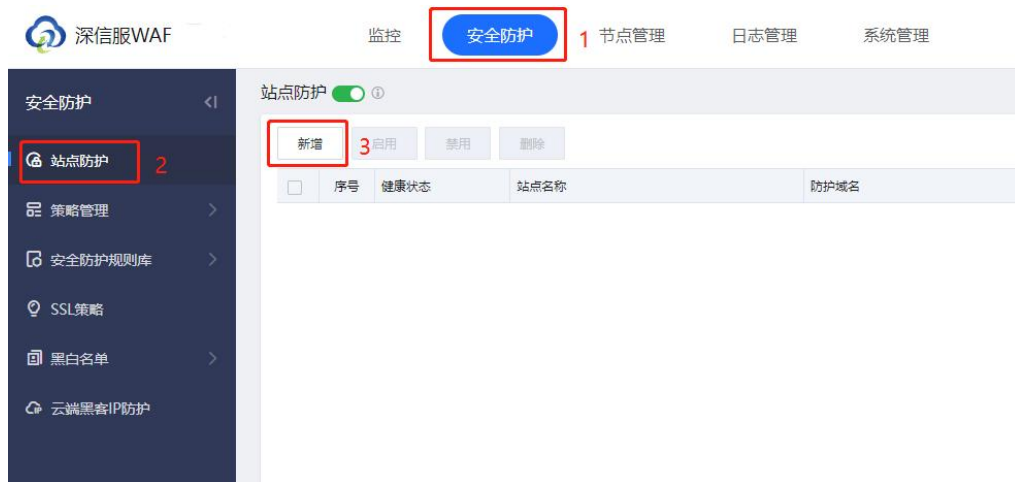 深信服WAF 监控 安全防护 1 节点管理 日志管理 系统管理
安全防护
站点防护
新增 3 启用 禁用 删除
站点防护 2
序号 健康状态 站点名称 防护域名
策略管理
安全防护规则库
SSL策略
黑白名单
云端黑客IP防护